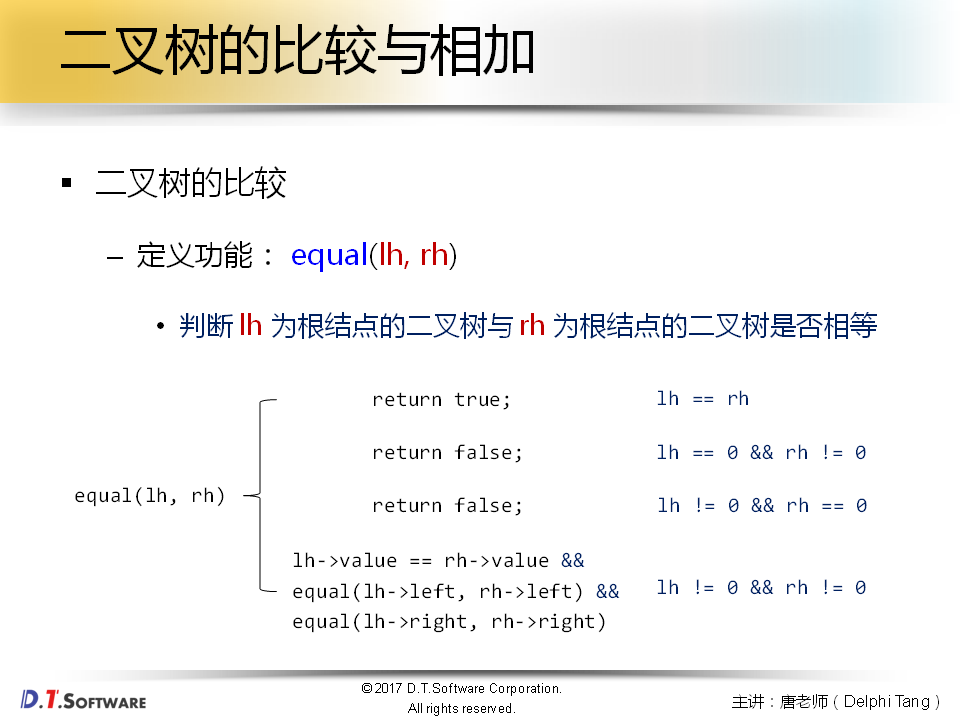 二叉树的比较与相加
▪ 二叉树的比较
– 定义功能： equal(lh, rh)
• 判断 lh 为根结点的二叉树与 rh 为根结点的二叉树是否相等
return true; lh == rh
return false; lh == 0 && rh != 0
equal(lh, rh)
return false; lh != 0 && rh == 0
lh->value == rh->value &&
equal(lh->left, rh->left) && lh != 0 && rh != 0
equal(lh->right, rh->right)
D.T.SOFTWARE
©2017 D.T.Software Corporation.
All rights reserved.
主讲：唐老师（Delphi Tang）